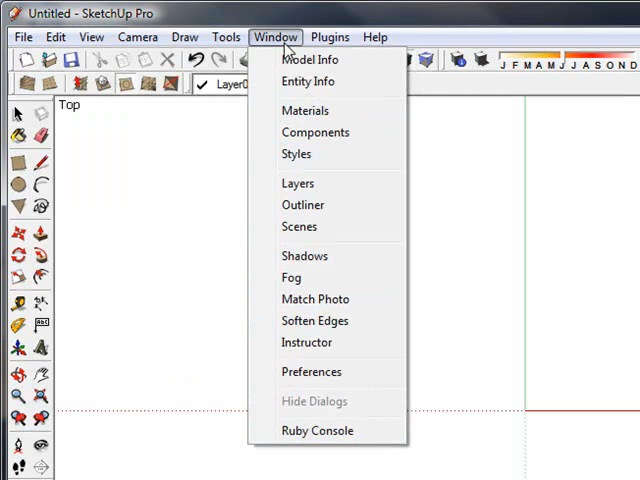 Untitled - SketchUp Pro
File Edit View Camera Draw Tools Window Plugins Help
J F M A M J J A S O N D
Layer0
Top
Model Info
Entity Info
Materials
Components
Styles
Layers
Outliner
Scenes
Shadows
Fog
Match Photo
Soften Edges
Instructor
Preferences
Hide Dialogs
Ruby Console